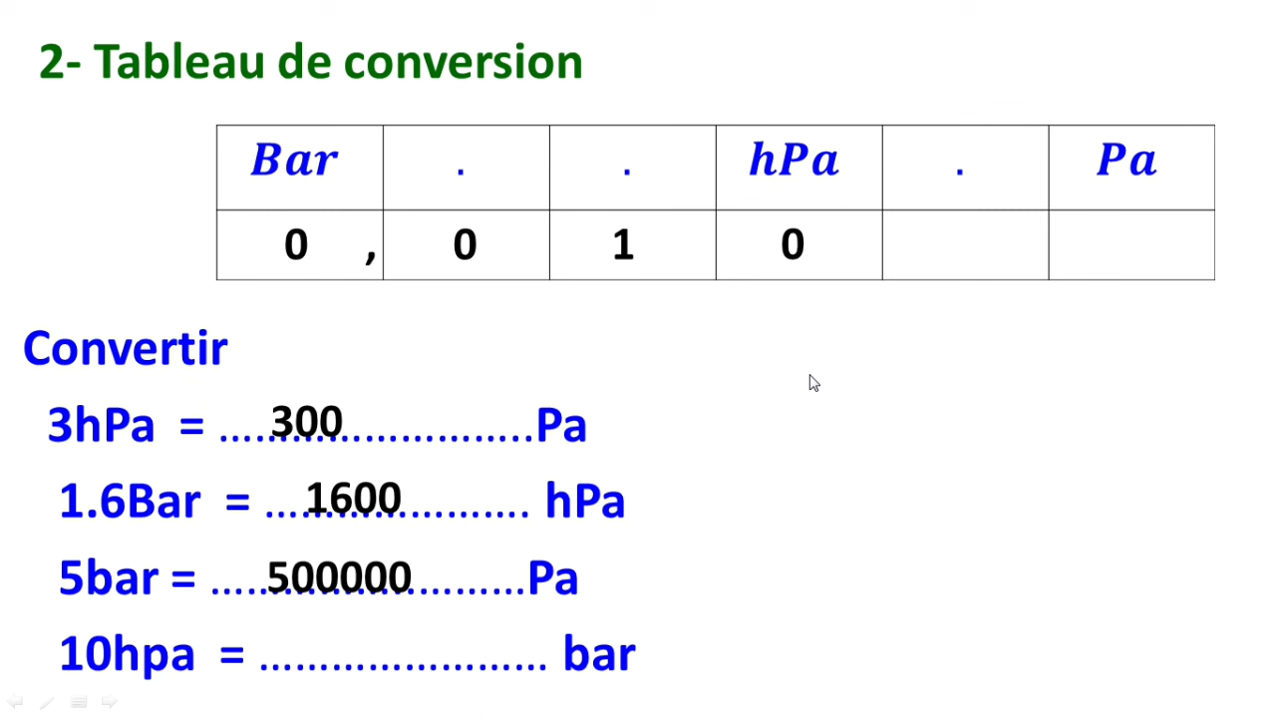 2- Tableau de conversion
Bar . . hPa . Pa
0 , 0 1 0
Convertir
3hPa = ..........300..........Pa
1.6Bar = ..........1600.......... hPa
5bar = ..........500000..........Pa
10hpa = ........................ bar